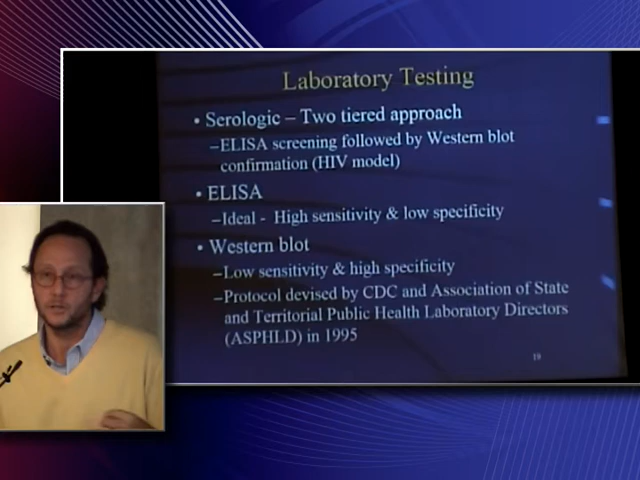 Laboratory Testing
• Serologic – Two tiered approach
–ELISA screening followed by Western blot
confirmation (HIV model)
• ELISA
–Ideal - High sensitivity & low specificity
• Western blot
–Low sensitivity & high specificity
–Protocol devised by CDC and Association of State
and Territorial Public Health Laboratory Directors
(ASPHLD) in 1995
19